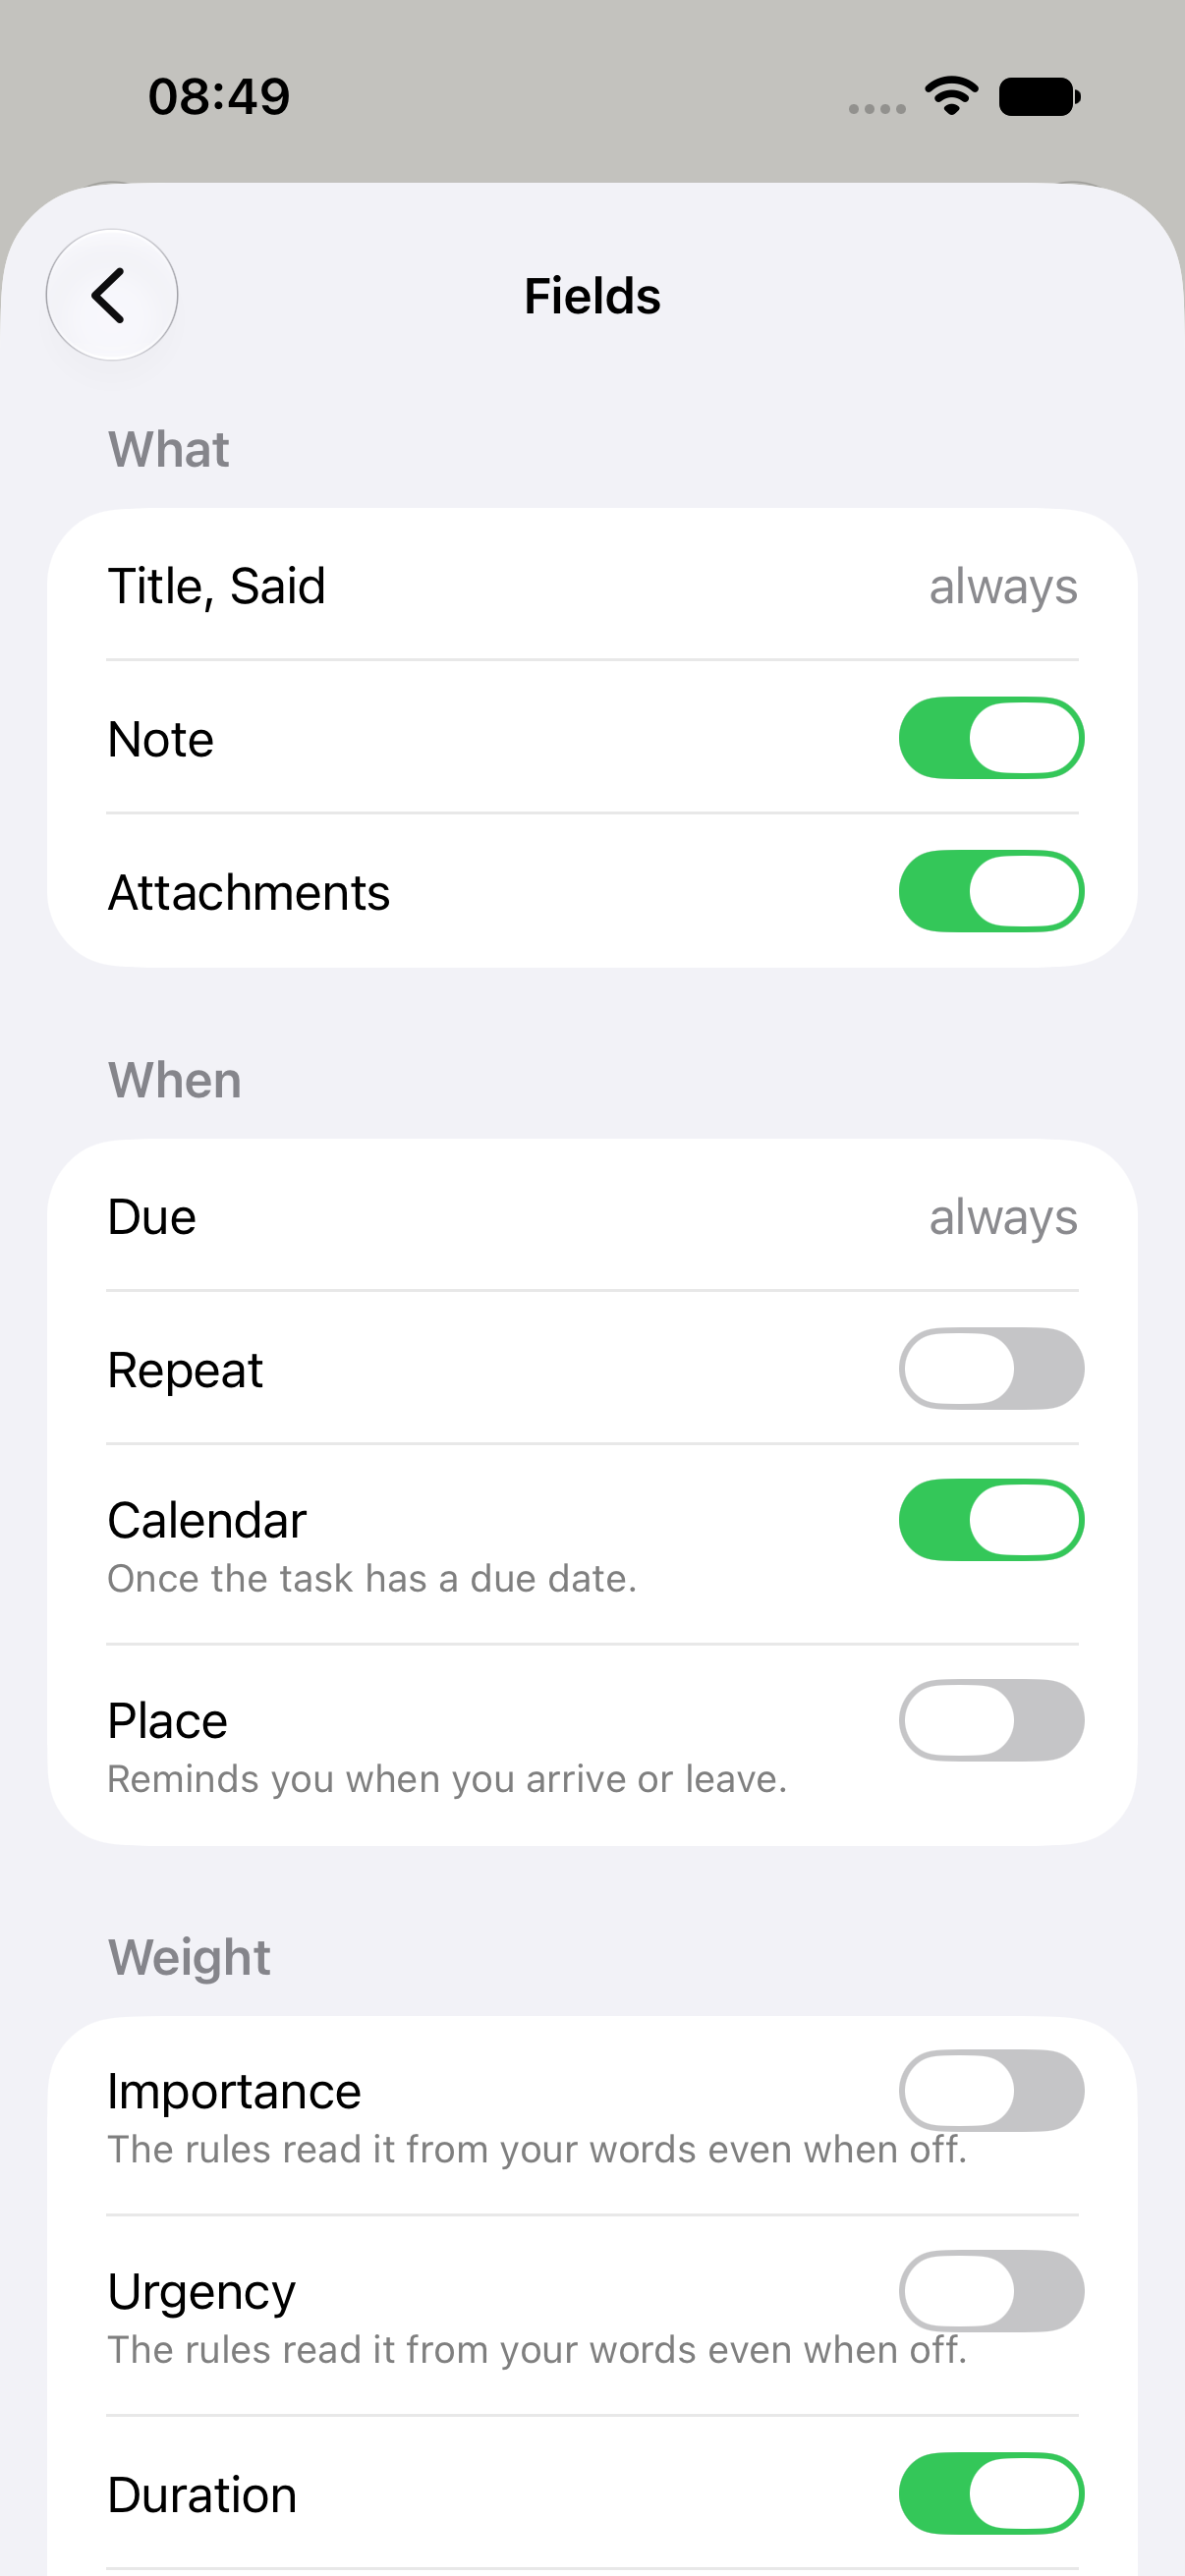 08:49
Fields
What
Title, Said always
Note
Attachments
When
Due always
Repeat
Calendar
Once the task has a due date.
Place
Reminds you when you arrive or leave.
Weight
Importance
The rules read it from your words even when off.
Urgency
The rules read it from your words even when off.
Duration